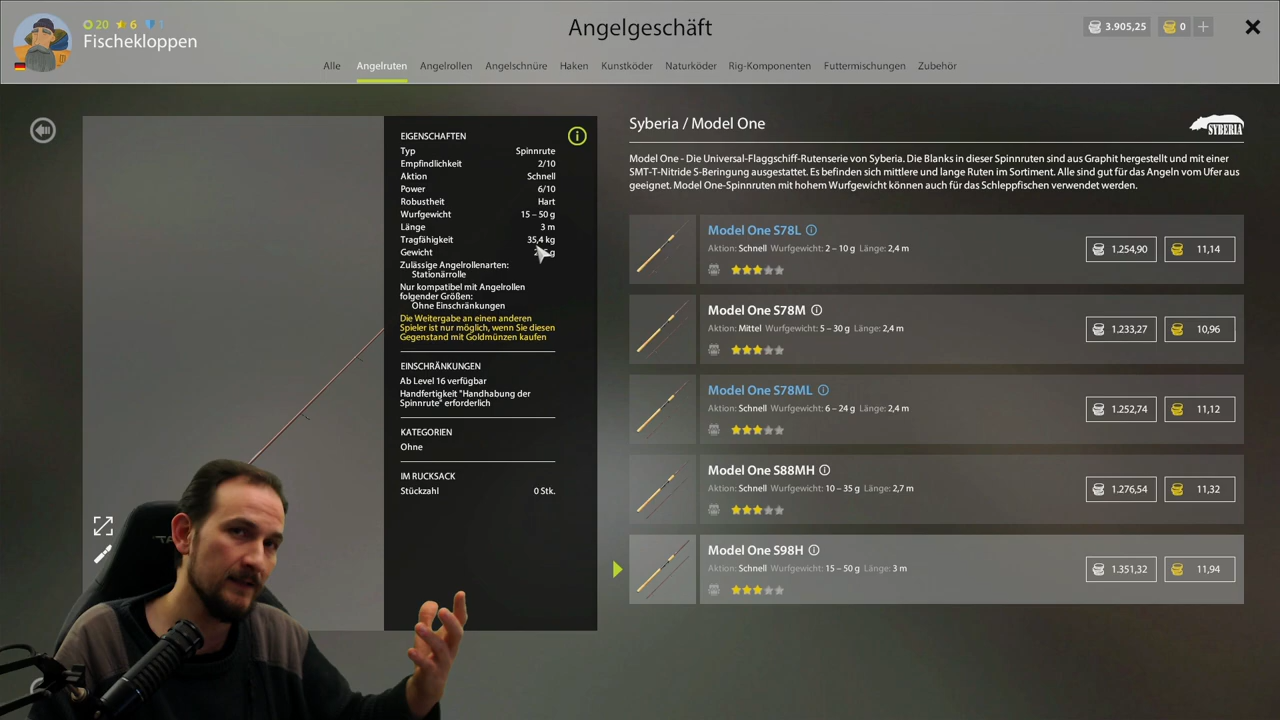 20 6 1
Fischekloppen
Angelgeschäft
3.905,25 0
Alle Angelruten Angelrollen Angelschnüre Haken Kunstköder Naturköder Rig-Komponenten Futtermischungen Zubehör
EIGENSCHAFTEN
Typ Spinnrute
Empfindlichkeit 2/10
Aktion Schnell
Power 6/10
Robustheit Hart
Wurfgewicht 15 – 50 g
Länge 3 m
Tragfähigkeit 35,4 kg
Gewicht
Zulässige Angelrollenarten:
Stationärrolle
Nur kompatibel mit Angelrollen
folgender Größen:
Ohne Einschränkungen
Die Weitergabe an einen anderen
Spieler ist nur möglich, wenn Sie diesen
Gegenstand mit Goldmünzen kaufen
EINSCHRÄNKUNGEN
Ab Level 16 verfügbar
Handfertigkeit "Handhabung der
Spinnrute" erforderlich
KATEGORIEN
Ohne
IM RUCKSACK
Stückzahl 0 Stk.
Syberia / Model One
SYBERIA
Model One - Die Universal-Flaggschiff-Rutenserie von Syberia. Die Blanks in dieser Spinnruten sind aus Graphit hergestellt und mit einer
SMT-T-Nitride S-Beringung ausgestattet. Es befinden sich mittlere und lange Ruten im Sortiment. Alle sind gut für das Angeln vom Ufer aus
geeignet. Model One-Spinnruten mit hohem Wurfgewicht können auch für das Schleppfischen verwendet werden.
Model One S78L
Aktion: Schnell Wurfgewicht: 2 – 10 g Länge: 2,4 m
1.254,90 11,14
Model One S78M
Aktion: Mittel Wurfgewicht: 5 – 30 g Länge: 2,4 m
1.233,27 10,96
Model One S78ML
Aktion: Schnell Wurfgewicht: 6 – 24 g Länge: 2,4 m
1.252,74 11,12
Model One S88MH
Aktion: Schnell Wurfgewicht: 10 – 35 g Länge: 2,7 m
1.276,54 11,32
Model One S98H
Aktion: Schnell Wurfgewicht: 15 – 50 g Länge: 3 m
1.351,32 11,94